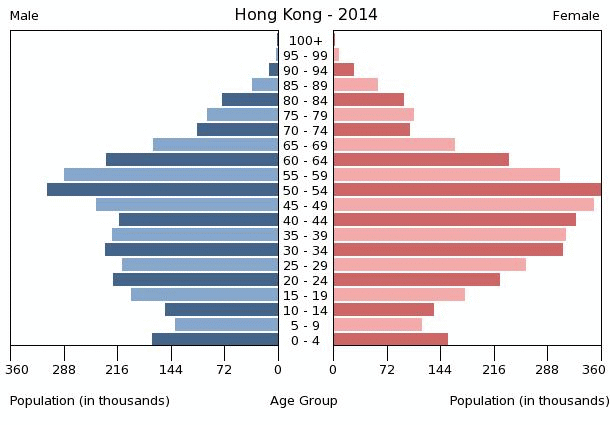 Hong Kong - 2014
Male
Female
100+
95 - 99
90 - 94
85 - 89
80 - 84
75 - 79
70 - 74
65 - 69
60 - 64
55 - 59
50 - 54
45 - 49
40 - 44
35 - 39
30 - 34
25 - 29
20 - 24
15 - 19
10 - 14
5 - 9
0 - 4
360 288 216 144 72 0 0 72 144 216 288 360
Population (in thousands) Age Group Population (in thousands)